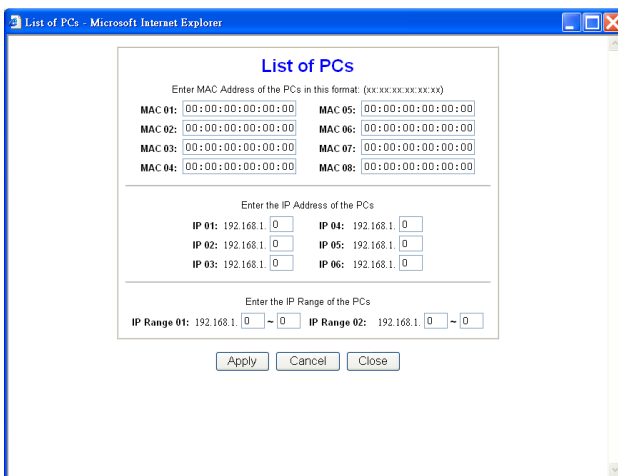 List of PCs - Microsoft Internet Explorer
List of PCs
Enter MAC Address of the PCs in this format: (xx:xx:xx:xx:xx:xx)
MAC 01: 00:00:00:00:00:00 MAC 05: 00:00:00:00:00:00
MAC 02: 00:00:00:00:00:00 MAC 06: 00:00:00:00:00:00
MAC 03: 00:00:00:00:00:00 MAC 07: 00:00:00:00:00:00
MAC 04: 00:00:00:00:00:00 MAC 08: 00:00:00:00:00:00
Enter the IP Address of the PCs
IP 01: 192.168.1. 0 IP 04: 192.168.1. 0
IP 02: 192.168.1. 0 IP 05: 192.168.1. 0
IP 03: 192.168.1. 0 IP 06: 192.168.1. 0
Enter the IP Range of the PCs
IP Range 01: 192.168.1. 0 ~ 0 IP Range 02: 192.168.1. 0 ~ 0
Apply Cancel Close